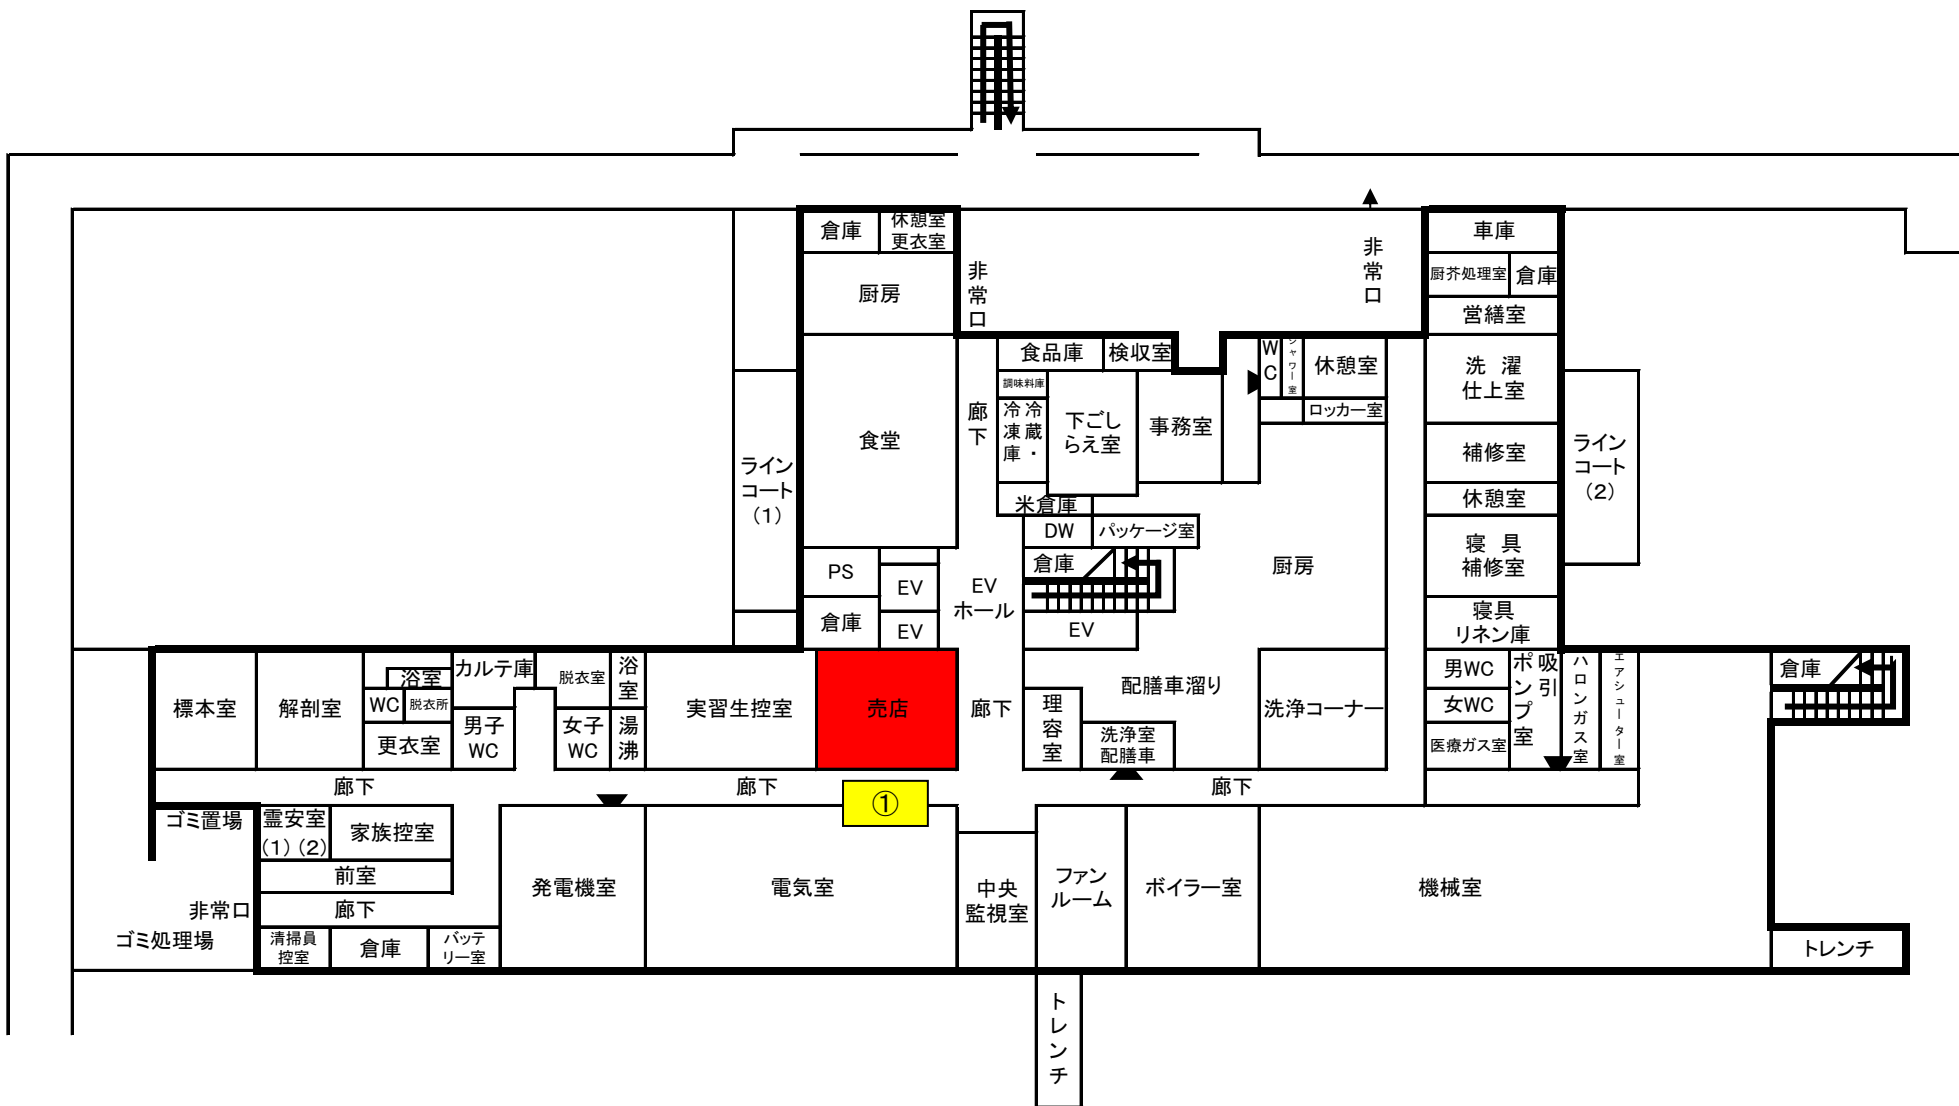 倉庫
休憩室
更衣室
厨房
非常口
非常口
車庫
厨芥処理室
倉庫
営繕室
食品庫
検収室
調味料庫
冷凍庫
冷蔵・
下ごし
らえ室
事務室
WC
シャワー室
休憩室
ロッカー室
洗 濯
仕上室
食堂
廊下
補修室
ライン
コート
(1)
ライン
コート
(2)
休憩室
米倉庫
DW
パッケージ室
倉庫
厨房
寝 具
補修室
PS
EV
EV
ホール
倉庫
EV
EV
寝具
リネン庫
標本室
解剖室
浴室
WC
脱衣所
更衣室
カルテ庫
男子
WC
脱衣室
女子
WC
浴室
湯沸
実習生控室
売店
廊下
理容室
配膳車溜り
洗浄室
配膳車
洗浄コーナー
男WC
女WC
医療ガス室
吸引
ポンプ室
ハロンガス室
エアシューター室
倉庫
廊下
廊下
①
廊下
ゴミ置場
霊安室
(1)(2)
家族控室
前室
非常口
廊下
ゴミ処理場
清掃員
控室
倉庫
バッテ
リー室
発電機室
電気室
中央
監視室
ファン
ルーム
ボイラー室
機械室
トレンチ
トレンチ